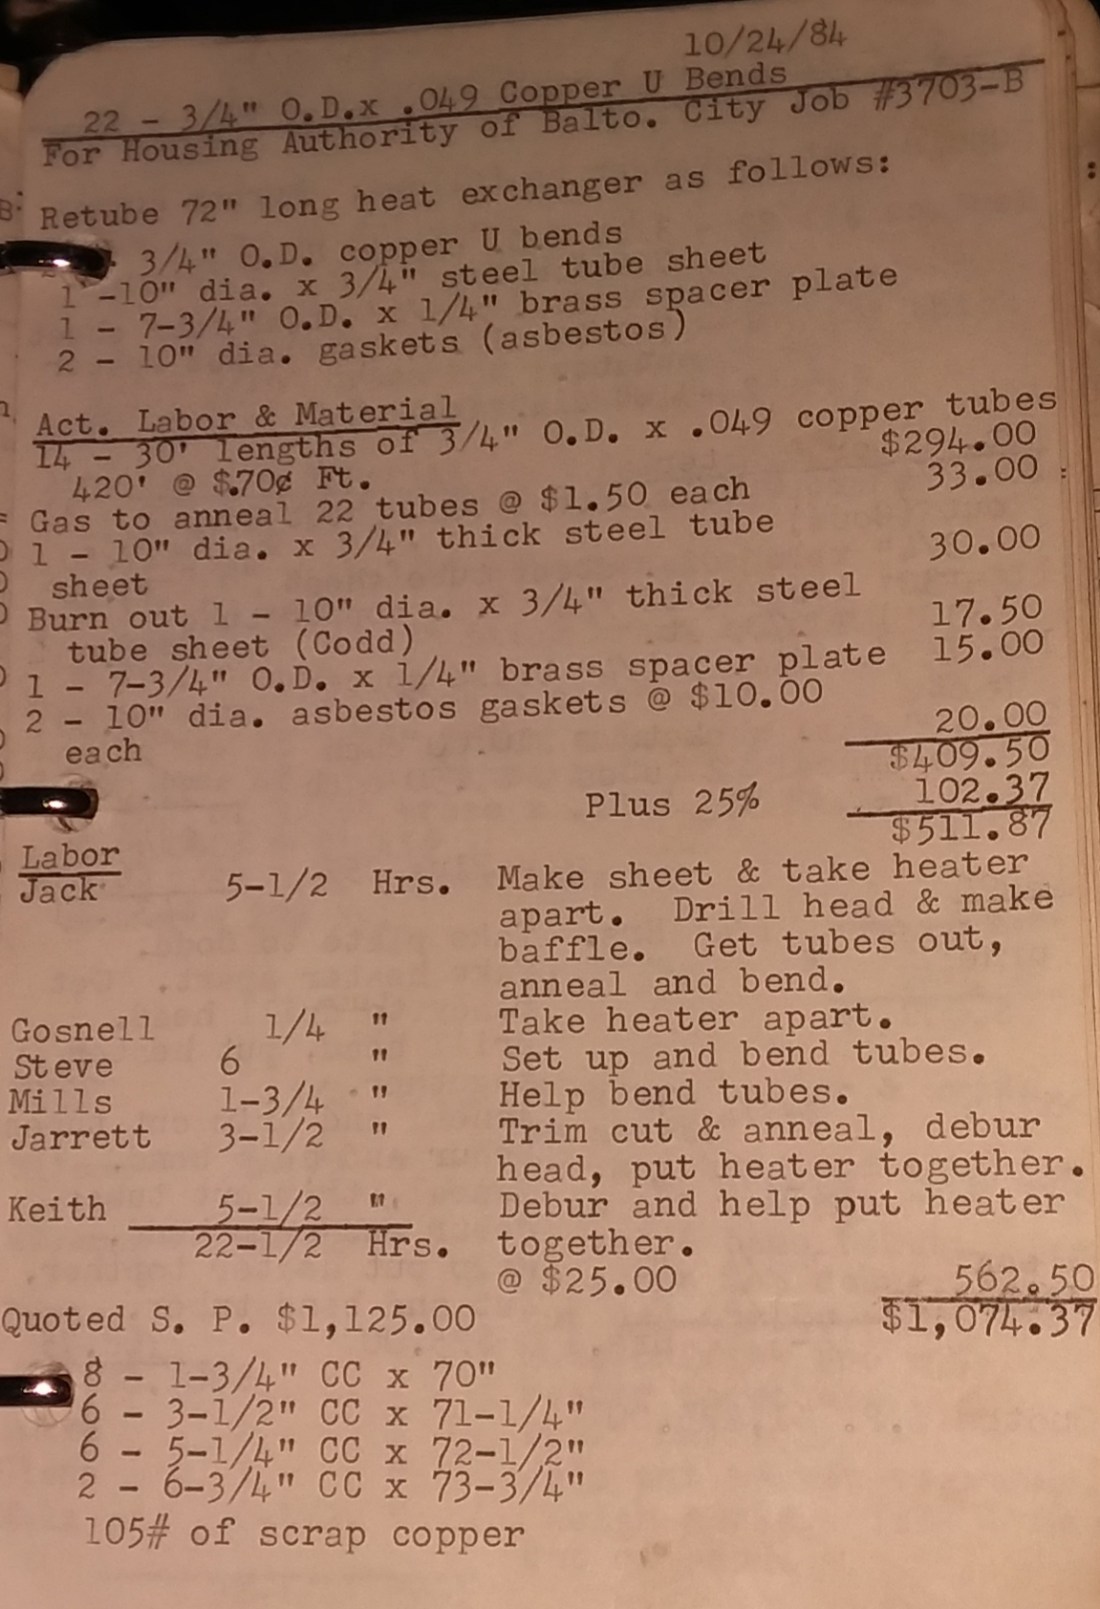 10/24/84
22 - 3/4" O.D.x .049 Copper U Bends
For Housing Authority of Balto. City Job #3703-B
Retube 72" long heat exchanger as follows:
3/4" O.D. copper U bends
1 -10" dia. x 3/4" steel tube sheet
1 - 7-3/4" O.D. x 1/4" brass spacer plate
2 - 10" dia. gaskets (asbestos)
Act. Labor & Material
14 - 30' lengths of 3/4" O.D. x .049 copper tubes
420' @ $.70¢ Ft. $294.00
Gas to anneal 22 tubes @ $1.50 each 33.00
1 - 10" dia. x 3/4" thick steel tube
sheet 30.00
Burn out 1 - 10" dia. x 3/4" thick steel
tube sheet (Codd) 17.50
1 - 7-3/4" O.D. x 1/4" brass spacer plate 15.00
2 - 10" dia. asbestos gaskets @ $10.00
each 20.00
$409.50
Plus 25% 102.37
$511.87
Labor
Jack 5-1/2 Hrs. Make sheet & take heater
apart. Drill head & make
baffle. Get tubes out,
anneal and bend.
Gosnell 1/4 " Take heater apart.
Steve 6 " Set up and bend tubes.
Mills 1-3/4 " Help bend tubes.
Jarrett 3-1/2 " Trim cut & anneal, debur
head, put heater together.
Keith 5-1/2 " Debur and help put heater
22-1/2 Hrs. together.
@ $25.00 562.50
Quoted S. P. $1,125.00 $1,074.37
8 - 1-3/4" CC x 70"
6 - 3-1/2" CC x 71-1/4"
6 - 5-1/4" CC x 72-1/2"
2 - 6-3/4" CC x 73-3/4"
105# of scrap copper